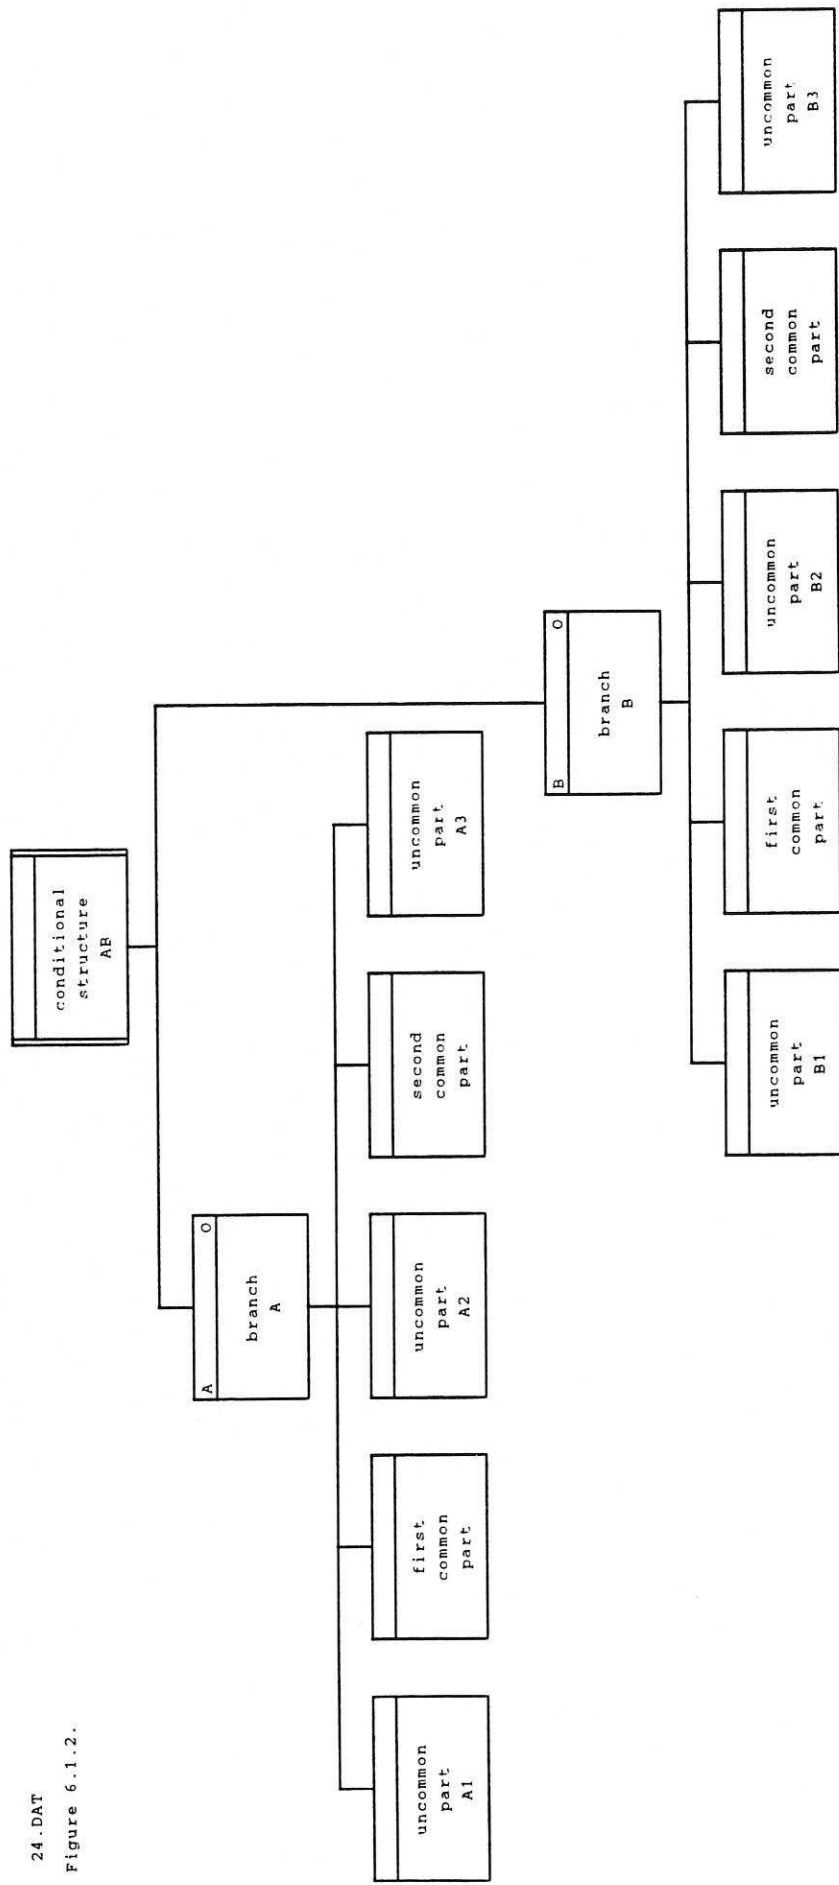 24.DAT
Figure 6.1.2.
conditional
structure
AB
A O
branch
A
uncommon
part
A1
first
common
part
uncommon
part
A2
second
common
part
uncommon
part
A3
B O
branch
B
uncommon
part
B1
first
common
part
uncommon
part
B2
second
common
part
uncommon
part
B3